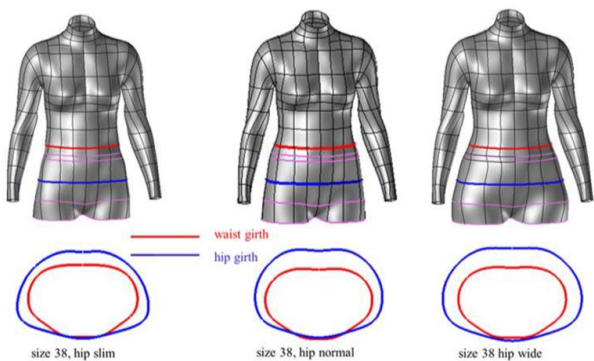 waist girth
hip girth
size 38, hip slim
size 38, hip normal
size 38 hip wide